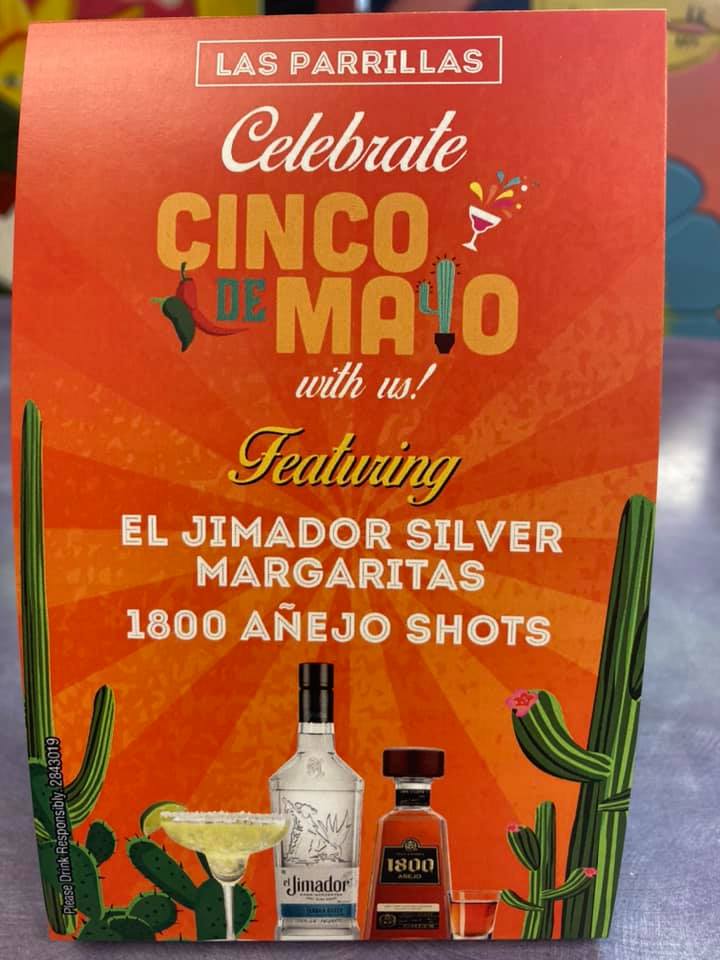 LAS PARRILLAS
Celebrate
CINCO
DE MAYO
with us!
Featuring
EL JIMADOR SILVER
MARGARITAS
1800 AÑEJO SHOTS
el Jimador
1800
AÑEJO
Please Drink Responsibly. 2843019